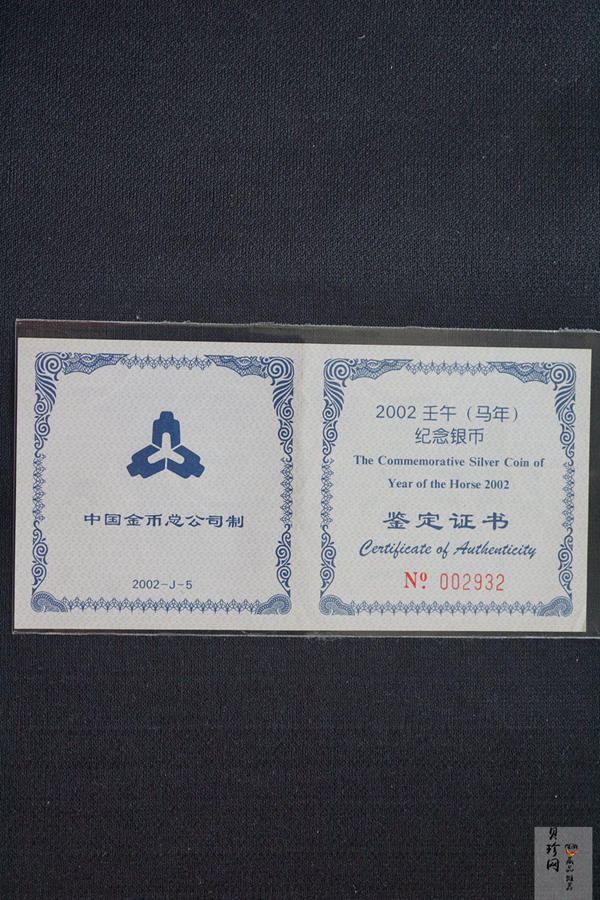 中国金币总公司制
2002-J-5
2002 壬午（马年）
纪念银币
The Commemorative Silver Coin of
Year of the Horse 2002
鉴定证书
Certificate of Authenticity
Nº 002932
贝珍网